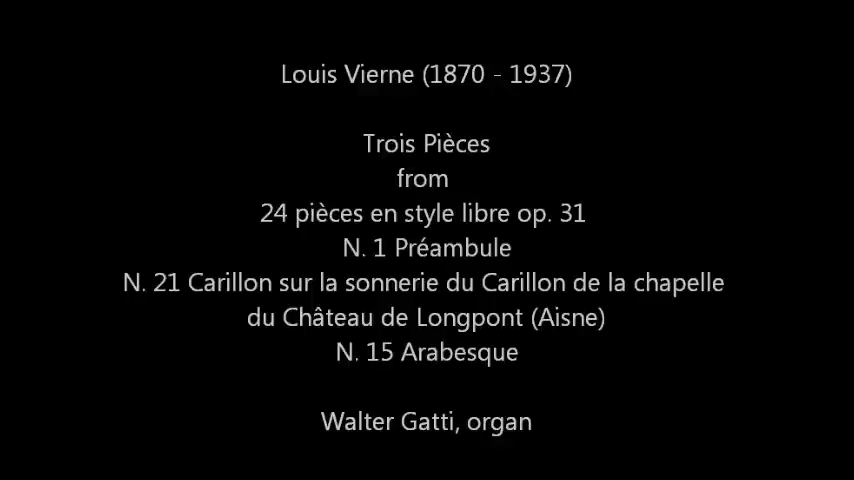 Louis Vierne (1870 - 1937)
Trois Pièces
from
24 pièces en style libre op. 31
N. 1 Préambule
N. 21 Carillon sur la sonnerie du Carillon de la chapelle
du Château de Longpont (Aisne)
N. 15 Arabesque
Walter Gatti, organ